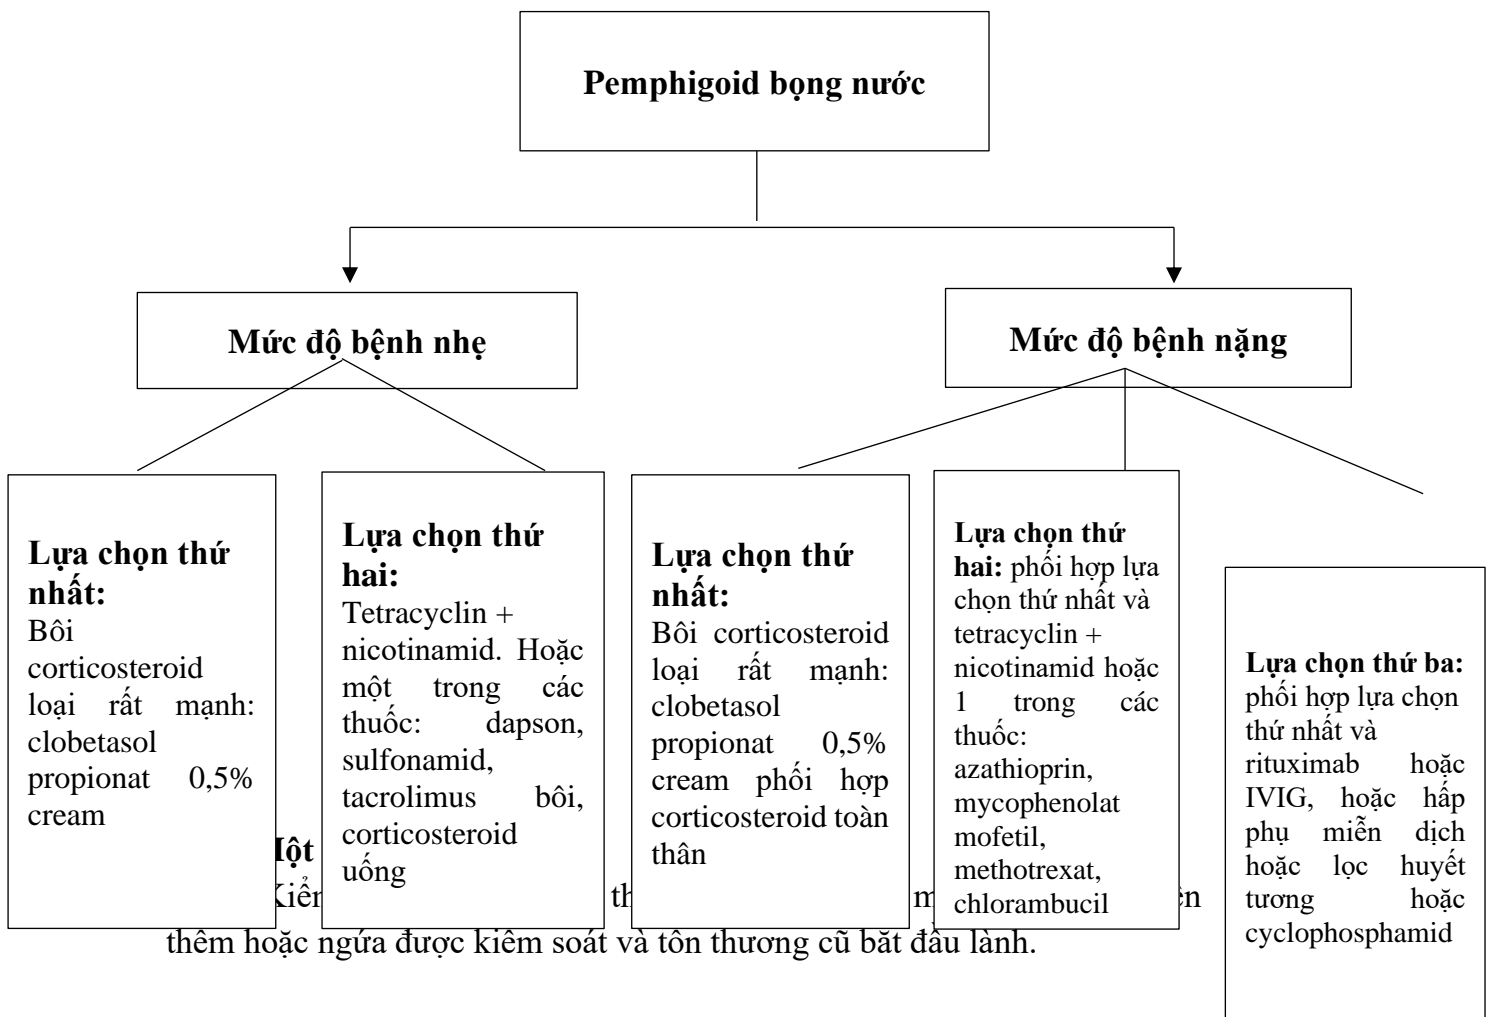 Pemphigoid bọng nước
Mức độ bệnh nhẹ
Mức độ bệnh nặng
Lựa chọn thứ
nhất:
Bôi
corticosteroid
loại rất mạnh:
clobetasol
propionat 0,5%
cream
Lựa chọn thứ
hai:
Tetracyclin +
nicotinamid. Hoặc
một trong các
thuốc: dapson,
sulfonamid,
tacrolimus bôi,
corticosteroid
uống
Lựa chọn thứ
nhất:
Bôi corticosteroid
loại rất mạnh:
clobetasol
propionat 0,5%
cream phối hợp
corticosteroid toàn
thân
Lựa chọn thứ
hai: phối hợp lựa
chọn thứ nhất và
tetracyclin +
nicotinamid hoặc
1 trong các
thuốc:
azathioprin,
mycophenolat
mofetil,
methotrexat,
chlorambucil
Lựa chọn thứ ba:
phối hợp lựa chọn
thứ nhất và
rituximab hoặc
IVIG, hoặc hấp
phụ miễn dịch
hoặc lọc huyết
tương hoặc
cyclophosphamid
thêm hoặc ngứa được kiểm soát và tổn thương cũ bắt đầu lành.